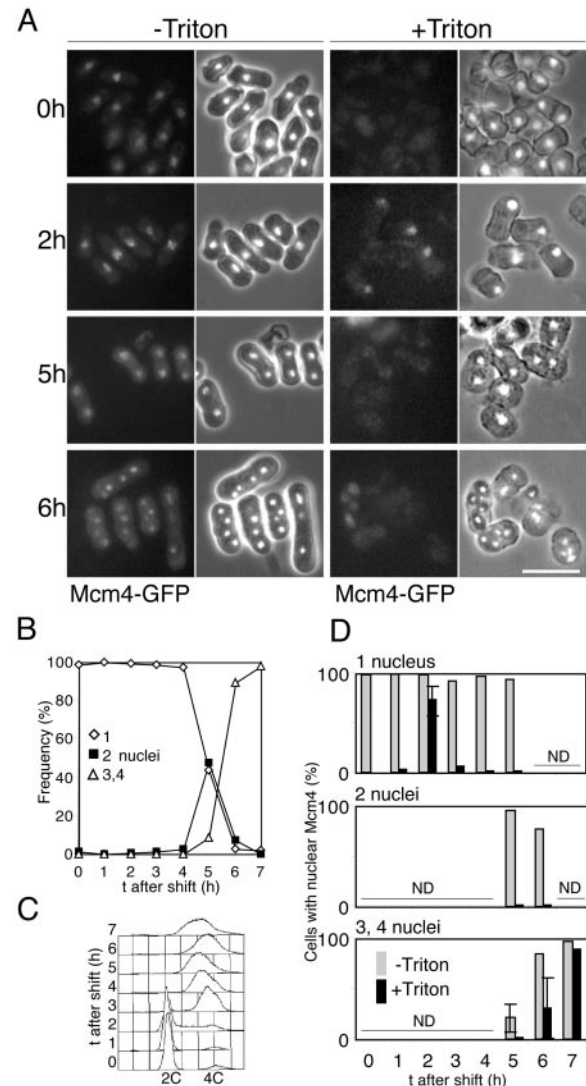 A
-Triton +Triton
0h
2h
5h
6h
Mcm4-GFP Mcm4-GFP
B
100
80
60
40
20
0
Frequency (%)
1
2 nuclei
3,4
0 1 2 3 4 5 6 7
t after shift (h)
C
7
6
5
4
3
2
1
0
t after shift (h)
2C 4C
D
1 nucleus
100
0
ND
2 nuclei
100
0
ND ND
3, 4 nuclei
100
0
-Triton
+Triton
ND
Cells with nuclear Mcm4 (%)
0 1 2 3 4 5 6 7
t after shift (h)